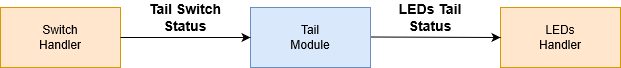 Switch
Handler
Tail Switch
Status
Tail
Module
LEDs Tail
Status
LEDs
Handler